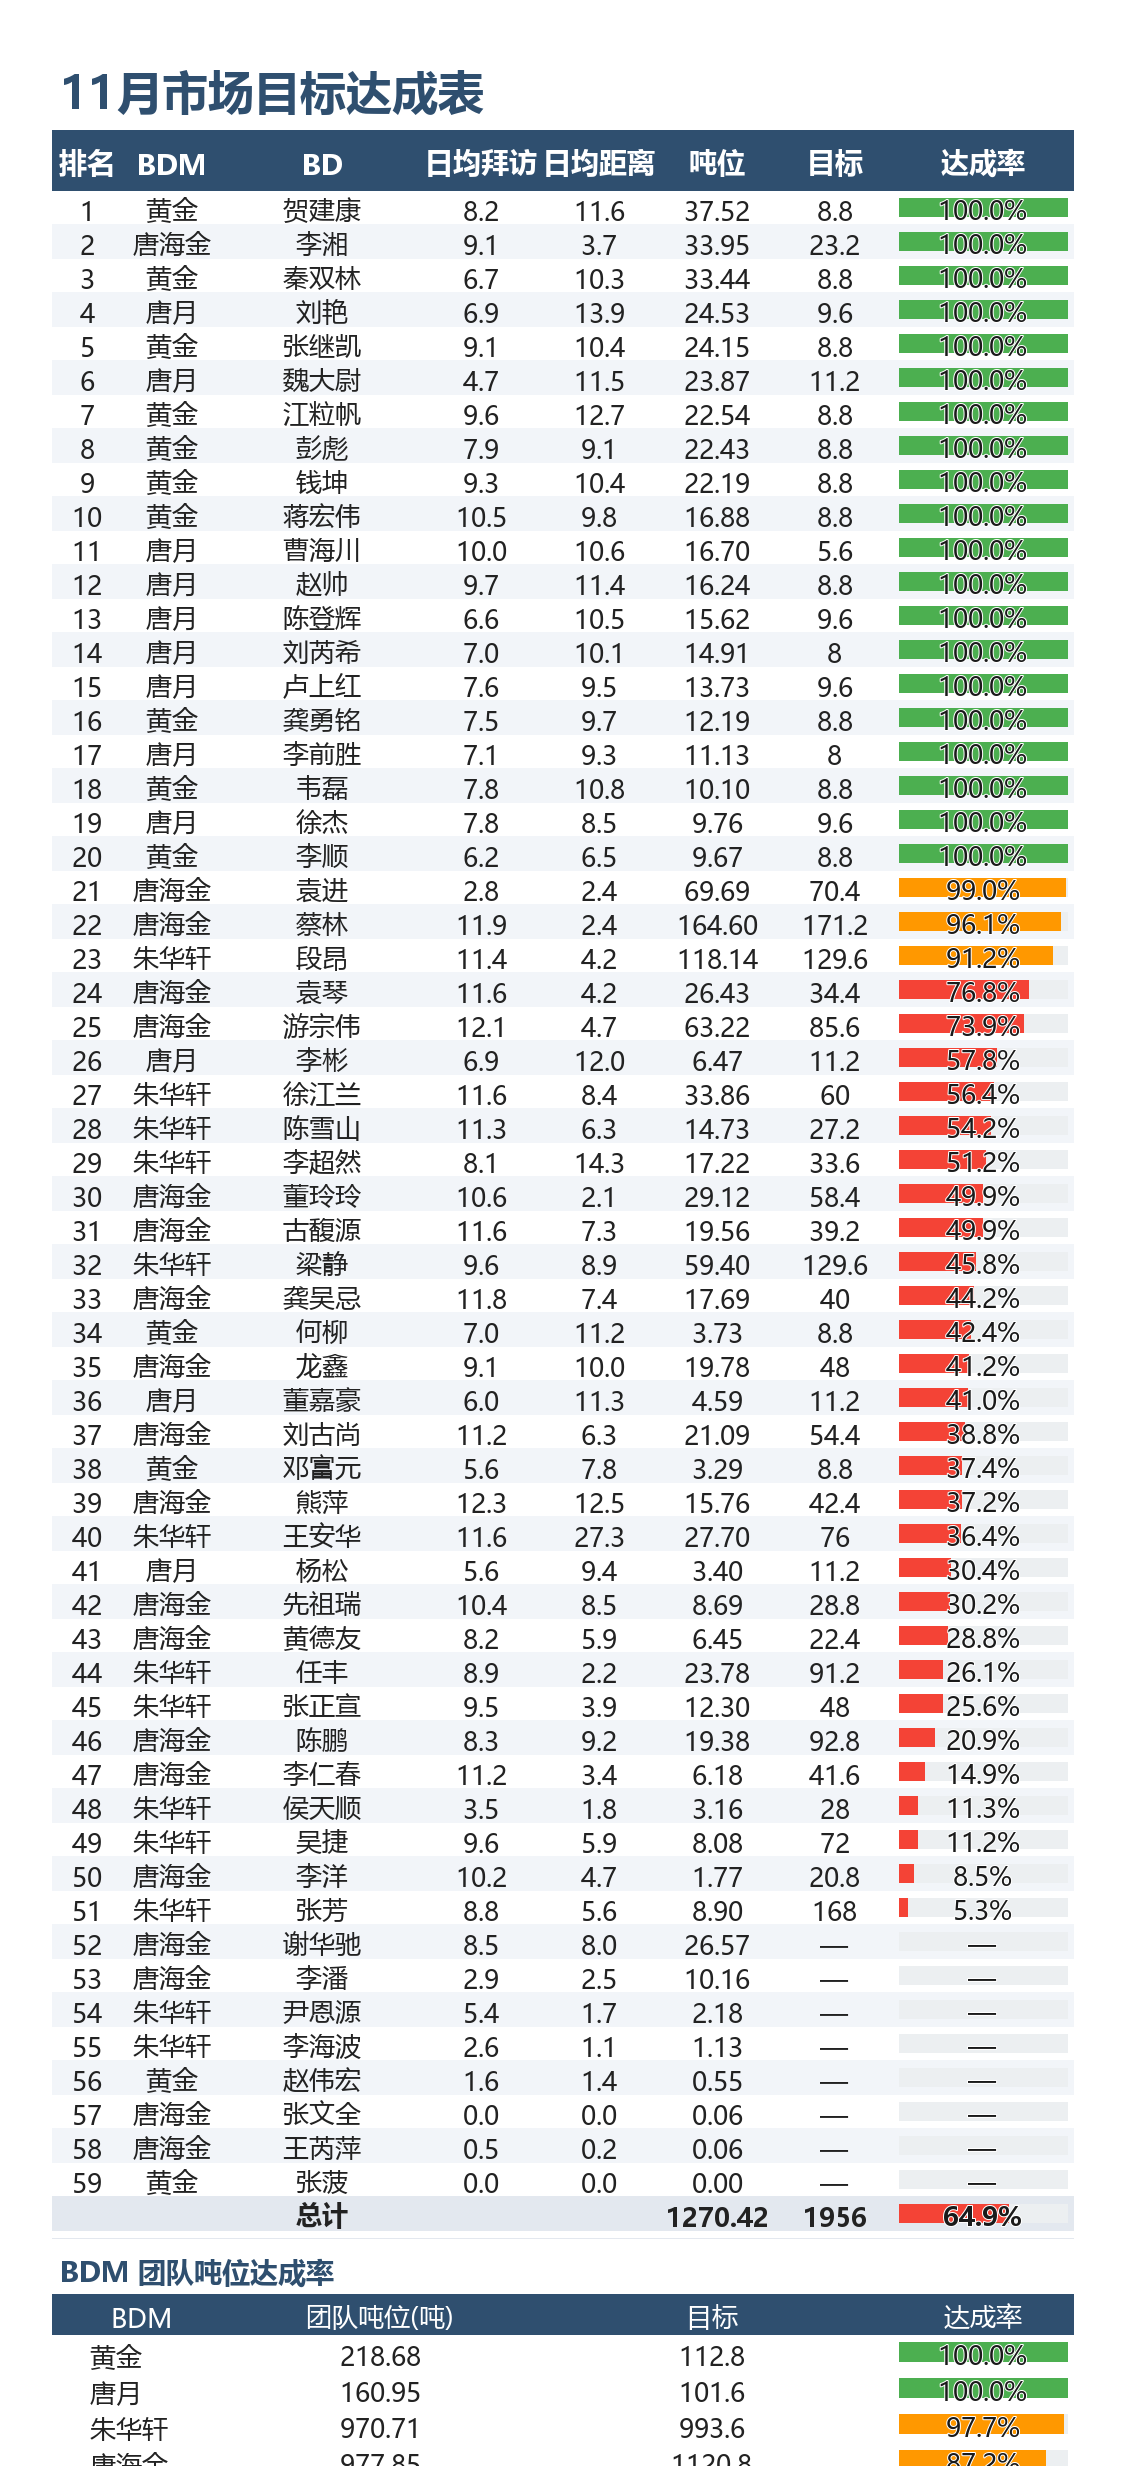 11月市场目标达成表
排名 BDM BD 日均拜访 日均距离 吨位 目标 达成率
1 黄金 贺建康 8.2 11.6 37.52 8.8 100.0%
2 唐海金 李湘 9.1 3.7 33.95 23.2 100.0%
3 黄金 秦双林 6.7 10.3 33.44 8.8 100.0%
4 唐月 刘艳 6.9 13.9 24.53 9.6 100.0%
5 黄金 张继凯 9.1 10.4 24.15 8.8 100.0%
6 唐月 魏大尉 4.7 11.5 23.87 11.2 100.0%
7 黄金 江粒帆 9.6 12.7 22.54 8.8 100.0%
8 黄金 彭彪 7.9 9.1 22.43 8.8 100.0%
9 黄金 钱坤 9.3 10.4 22.19 8.8 100.0%
10 黄金 蒋宏伟 10.5 9.8 16.88 8.8 100.0%
11 唐月 曹海川 10.0 10.6 16.70 5.6 100.0%
12 唐月 赵帅 9.7 11.4 16.24 8.8 100.0%
13 唐月 陈登辉 6.6 10.5 15.62 9.6 100.0%
14 唐月 刘芮希 7.0 10.1 14.91 8 100.0%
15 唐月 卢上红 7.6 9.5 13.73 9.6 100.0%
16 黄金 龚勇铭 7.5 9.7 12.19 8.8 100.0%
17 唐月 李前胜 7.1 9.3 11.13 8 100.0%
18 黄金 韦磊 7.8 10.8 10.10 8.8 100.0%
19 唐月 徐杰 7.8 8.5 9.76 9.6 100.0%
20 黄金 李顺 6.2 6.5 9.67 8.8 100.0%
21 唐海金 袁进 2.8 2.4 69.69 70.4 99.0%
22 唐海金 蔡林 11.9 2.4 164.60 171.2 96.1%
23 朱华轩 段昂 11.4 4.2 118.14 129.6 91.2%
24 唐海金 袁琴 11.6 4.2 26.43 34.4 76.8%
25 唐海金 游宗伟 12.1 4.7 63.22 85.6 73.9%
26 唐月 李彬 6.9 12.0 6.47 11.2 57.8%
27 朱华轩 徐江兰 11.6 8.4 33.86 60 56.4%
28 朱华轩 陈雪山 11.3 6.3 14.73 27.2 54.2%
29 朱华轩 李超然 8.1 14.3 17.22 33.6 51.2%
30 唐海金 董玲玲 10.6 2.1 29.12 58.4 49.9%
31 唐海金 古馥源 11.6 7.3 19.56 39.2 49.9%
32 朱华轩 梁静 9.6 8.9 59.40 129.6 45.8%
33 唐海金 龚吴忌 11.8 7.4 17.69 40 44.2%
34 黄金 何柳 7.0 11.2 3.73 8.8 42.4%
35 唐海金 龙鑫 9.1 10.0 19.78 48 41.2%
36 唐月 董嘉豪 6.0 11.3 4.59 11.2 41.0%
37 唐海金 刘古尚 11.2 6.3 21.09 54.4 38.8%
38 黄金 邓富元 5.6 7.8 3.29 8.8 37.4%
39 唐海金 熊萍 12.3 12.5 15.76 42.4 37.2%
40 朱华轩 王安华 11.6 27.3 27.70 76 36.4%
41 唐月 杨松 5.6 9.4 3.40 11.2 30.4%
42 唐海金 先祖瑞 10.4 8.5 8.69 28.8 30.2%
43 唐海金 黄德友 8.2 5.9 6.45 22.4 28.8%
44 朱华轩 任丰 8.9 2.2 23.78 91.2 26.1%
45 朱华轩 张正宣 9.5 3.9 12.30 48 25.6%
46 唐海金 陈鹏 8.3 9.2 19.38 92.8 20.9%
47 唐海金 李仁春 11.2 3.4 6.18 41.6 14.9%
48 朱华轩 侯天顺 3.5 1.8 3.16 28 11.3%
49 朱华轩 吴捷 9.6 5.9 8.08 72 11.2%
50 唐海金 李洋 10.2 4.7 1.77 20.8 8.5%
51 朱华轩 张芳 8.8 5.6 8.90 168 5.3%
52 唐海金 谢华驰 8.5 8.0 26.57 — —
53 唐海金 李潘 2.9 2.5 10.16 — —
54 朱华轩 尹恩源 5.4 1.7 2.18 — —
55 朱华轩 李海波 2.6 1.1 1.13 — —
56 黄金 赵伟宏 1.6 1.4 0.55 — —
57 唐海金 张文全 0.0 0.0 0.06 — —
58 唐海金 王芮萍 0.5 0.2 0.06 — —
59 黄金 张菠 0.0 0.0 0.00 — —
总计 1270.42 1956 64.9%
BDM 团队吨位达成率
BDM 团队吨位(吨) 目标 达成率
黄金 218.68 112.8 100.0%
唐月 160.95 101.6 100.0%
朱华轩 970.71 993.6 97.7%
唐海金 977.85 1120.8 87.2%